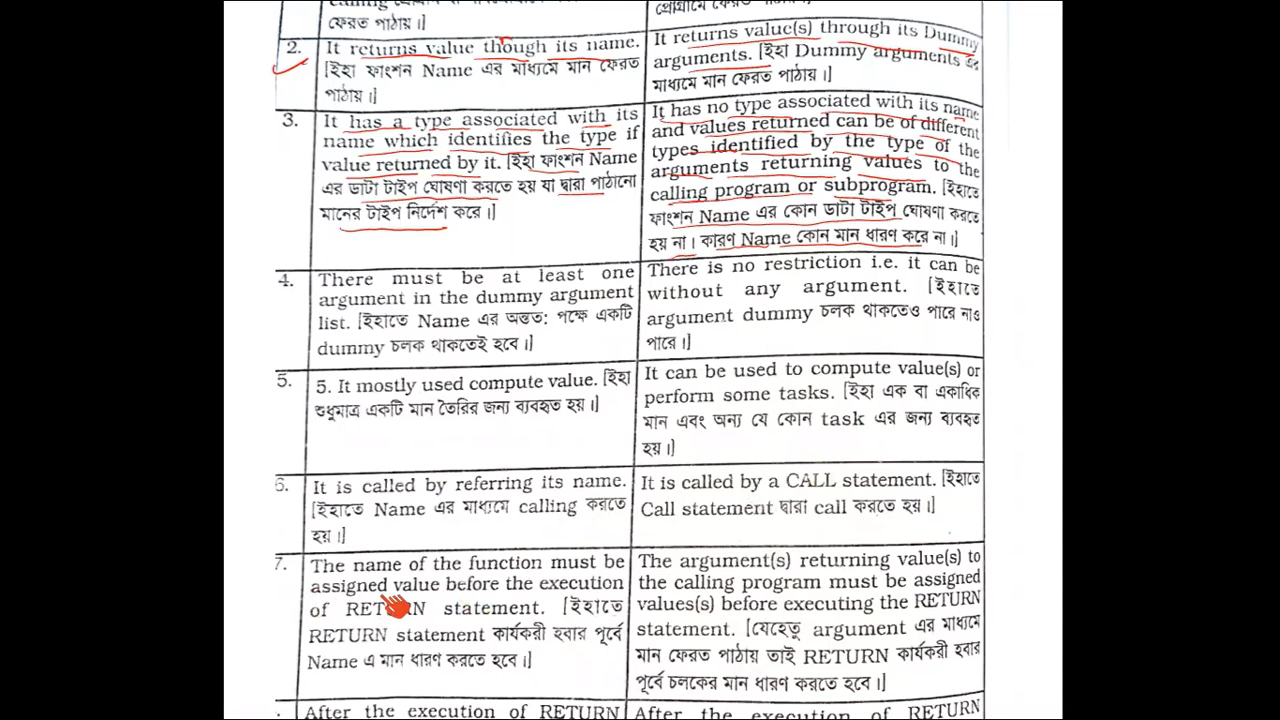 ফেরত পাঠায়।]
2. It returns value though its name.
[ইহা ফাংশন Name এর মাধ্যমে মান ফেরত
পাঠায়।]
It returns value(s) through its Dummy
arguments. [ইহা Dummy arguments এর
মাধ্যমে মান ফেরত পাঠায়।]
3. It has a type associated with its
name which identifies the type if
value returned by it. [ইহা ফাংশন Name
এর ডাটা টাইপ ঘোষণা করতে হয় যা দ্বারা পাঠানো
মানের টাইপ নির্দেশ করে।]
It has no type associated with its name
and values returned can be of different
types identified by the type of the
arguments returning values to the
calling program or subprogram. [ইহাতে
ফাংশন Name এর কোন ডাটা টাইপ ঘোষণা করতে
হয় না। কারণ Name কোন মান ধারণ করে না।]
4. There must be at least one
argument in the dummy argument
list. [ইহাতে Name এর অন্তত: পক্ষে একটি
dummy চলক থাকতেই হবে।]
There is no restriction i.e. it can be
without any argument. [ইহাতে
argument dummy চলক থাকতেও পারে নাও
পারে।]
5. 5. It mostly used compute value. [ইহা
শুধুমাত্র একটি মান তৈরির জন্য ব্যবহৃত হয়।]
It can be used to compute value(s) or
perform some tasks. [ইহা এক বা একাধিক
মান এবং অন্য যে কোন task এর জন্য ব্যবহৃত
হয়।]
6. It is called by referring its name.
[ইহাতে Name এর মাধ্যমে calling করতে
হয়।]
It is called by a CALL statement. [ইহাতে
Call statement দ্বারা call করতে হয়।]
7. The name of the function must be
assigned value before the execution
of RETURN statement. [ইহাতে
RETURN statement কার্যকরী হবার পূর্বে
Name এ মান ধারণ করতে হবে।]
The argument(s) returning value(s) to
the calling program must be assigned
values(s) before executing the RETURN
statement. [যেহেতু argument এর মাধ্যমে
মান ফেরত পাঠায় তাই RETURN কার্যকরী হবার
পূর্বে চলকের মান ধারণ করতে হবে।]
After the execution of RETURN
After the execution of RETURN